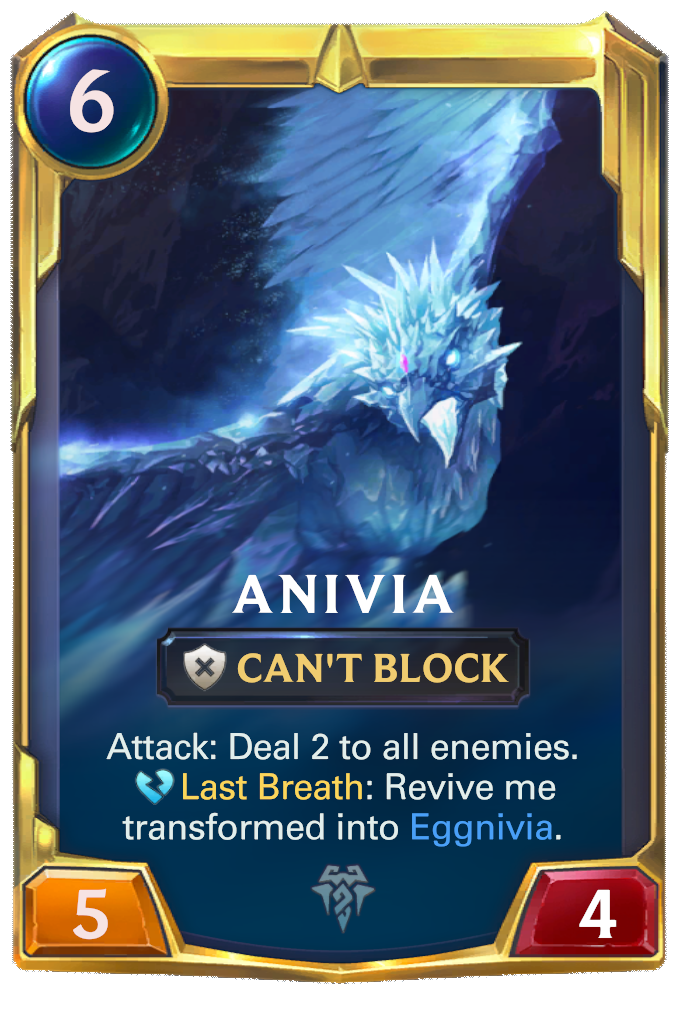 6
ANIVIA
CAN'T BLOCK
Attack: Deal 2 to all enemies.
Last Breath: Revive me
transformed into Eggnivia.
5
4